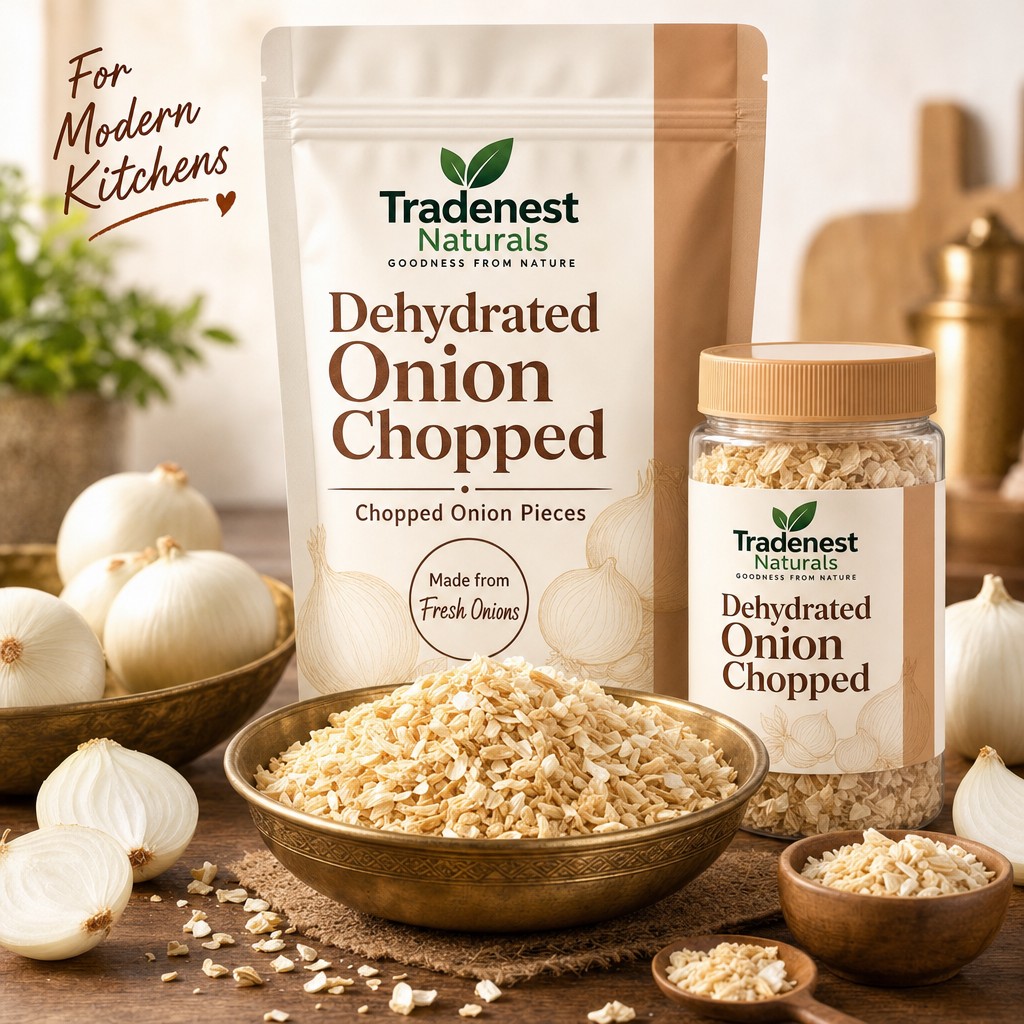 For
Modern
Kitchens
Tradenest
Naturals
GOODNESS FROM NATURE
Dehydrated
Onion
Chopped
Chopped Onion Pieces
Made from
Fresh Onions
Tradenest
Naturals
GOODNESS FROM NATURE
Dehydrated
Onion
Chopped